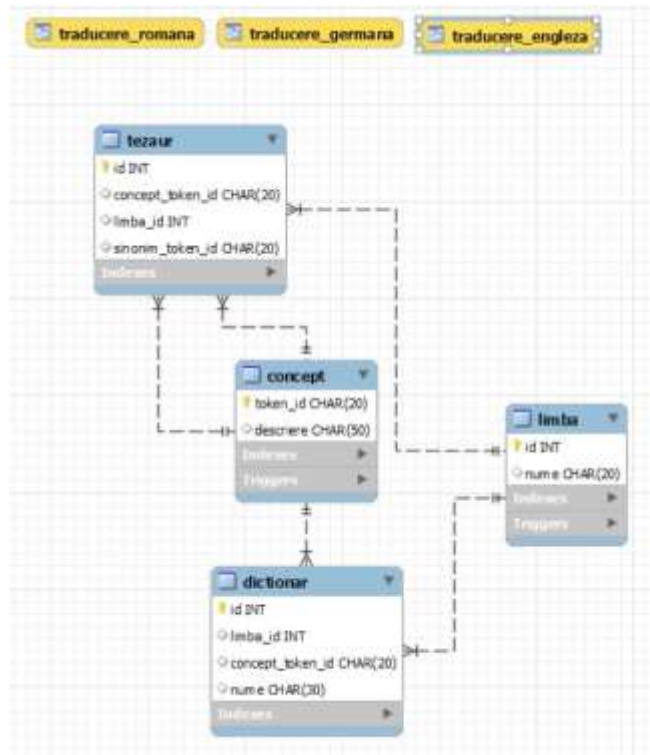 traducere_romana
traducere_germana
traducere_engleza
tezaur
id INT
concept_token_id CHAR(20)
limba_id INT
sinonim_token_id CHAR(20)
Indexes
concept
token_id CHAR(20)
descriere CHAR(50)
Indexes
Triggers
limba
id INT
nume CHAR(20)
Indexes
Triggers
dictionar
id INT
limba_id INT
concept_token_id CHAR(20)
nume CHAR(30)
Indexes